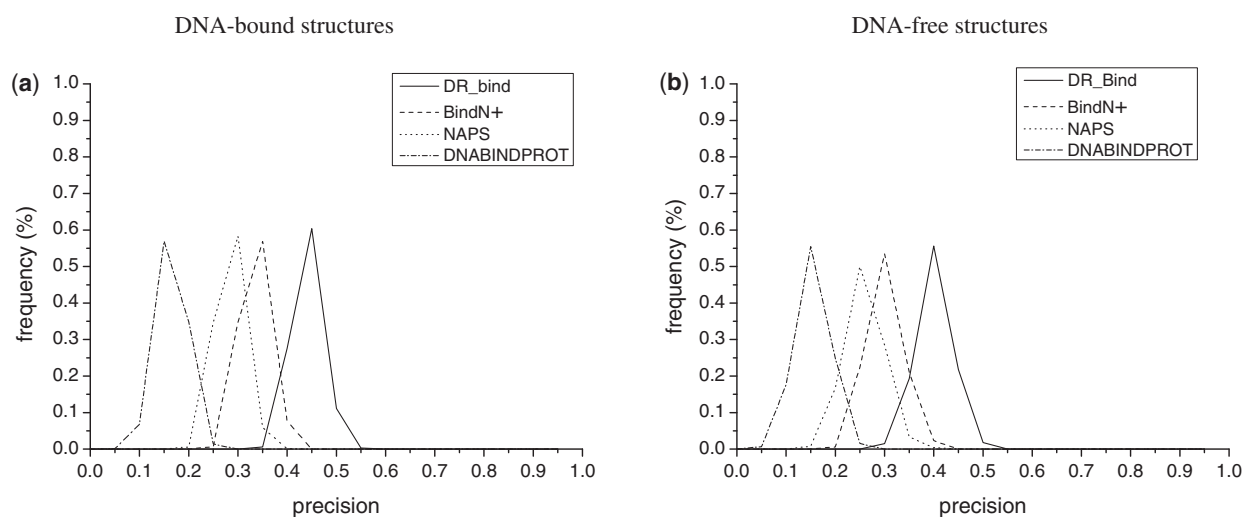 DNA-bound structures
DNA-free structures
(a)
DR_bind
BindN+
NAPS
DNABINDPROT
frequency (%)
1.0
0.9
0.8
0.7
0.6
0.5
0.4
0.3
0.2
0.1
0.0
0.0 0.1 0.2 0.3 0.4 0.5 0.6 0.7 0.8 0.9 1.0
precision
(b)
DR_Bind
BindN+
NAPS
DNABINDPROT
frequency (%)
1.0
0.9
0.8
0.7
0.6
0.5
0.4
0.3
0.2
0.1
0.0
0.0 0.1 0.2 0.3 0.4 0.5 0.6 0.7 0.8 0.9 1.0
precision